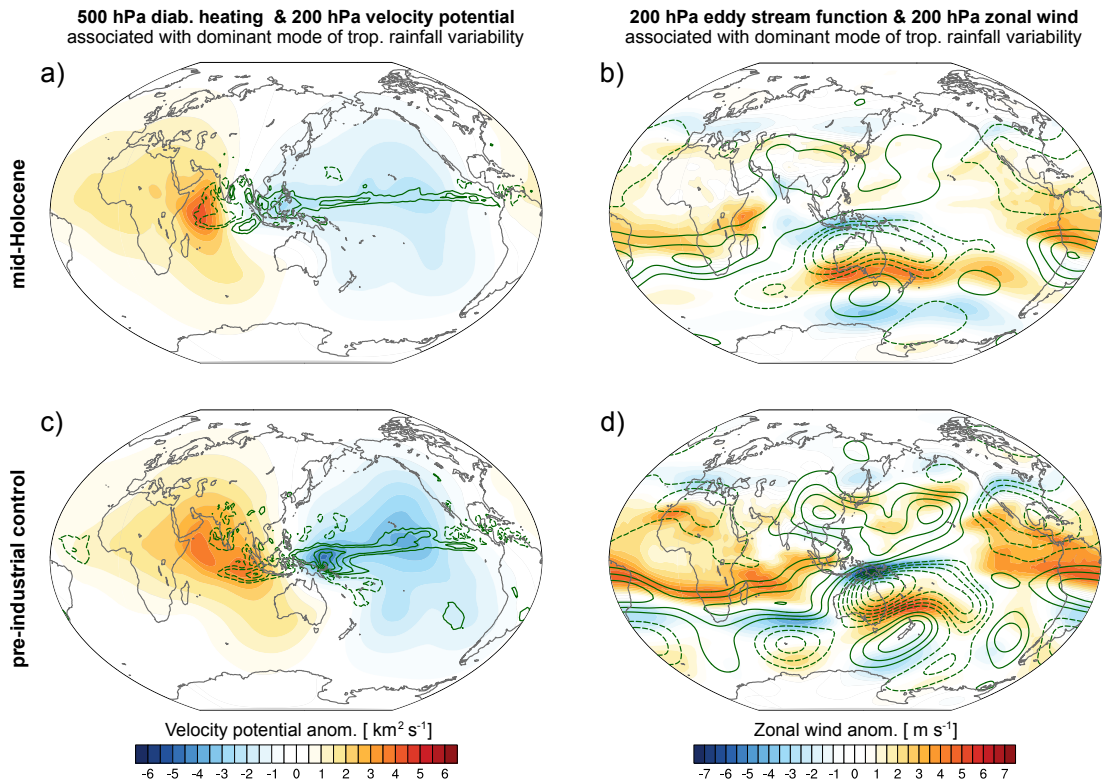 500 hPa diab. heating & 200 hPa velocity potential
associated with dominant mode of trop. rainfall variability
200 hPa eddy stream function & 200 hPa zonal wind
associated with dominant mode of trop. rainfall variability
a)
b)
mid-Holocene
c)
d)
pre-industrial control
Velocity potential anom. [ km² s⁻¹]
-6 -5 -4 -3 -2 -1 0 1 2 3 4 5 6
Zonal wind anom. [ m s⁻¹]
-7 -6 -5 -4 -3 -2 -1 0 1 2 3 4 5 6 7